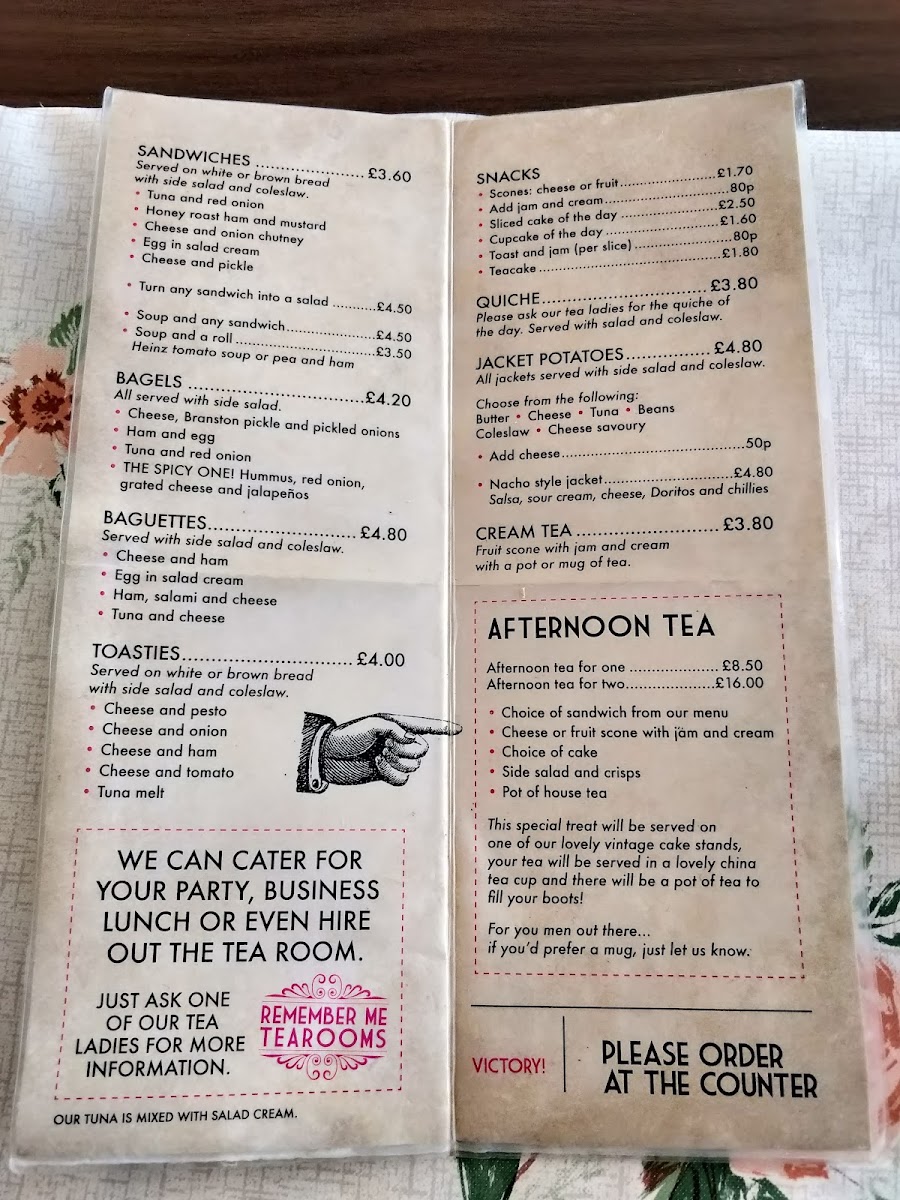 SANDWICHES .................... £3.60
Served on white or brown bread
with side salad and coleslaw.
• Tuna and red onion
• Honey roast ham and mustard
• Cheese and onion chutney
• Egg in salad cream
• Cheese and pickle
• Turn any sandwich into a salad ..........£4.50
• Soup and any sandwich....................£4.50
• Soup and a roll ...............................£3.50
Heinz tomato soup or pea and ham
BAGELS ..............................£4.20
All served with side salad.
• Cheese, Branston pickle and pickled onions
• Ham and egg
• Tuna and red onion
• THE SPICY ONE! Hummus, red onion,
grated cheese and jalapeños
BAGUETTES.......................... £4.80
Served with side salad and coleslaw.
• Cheese and ham
• Egg in salad cream
• Ham, salami and cheese
• Tuna and cheese
TOASTIES............................. £4.00
Served on white or brown bread
with side salad and coleslaw.
• Cheese and pesto
• Cheese and onion
• Cheese and ham
• Cheese and tomato
• Tuna melt
WE CAN CATER FOR
YOUR PARTY, BUSINESS
LUNCH OR EVEN HIRE
OUT THE TEA ROOM.
JUST ASK ONE
OF OUR TEA
LADIES FOR MORE
INFORMATION.
REMEMBER ME
TEAROOMS
OUR TUNA IS MIXED WITH SALAD CREAM.
SNACKS
• Scones: cheese or fruit.....................£1.70
• Add jam and cream...........................80p
• Sliced cake of the day .....................£2.50
• Cupcake of the day .........................£1.60
• Toast and jam (per slice) ....................80p
• Teacake .......................................£1.80
QUICHE............................ £3.80
Please ask our tea ladies for the quiche of
the day. Served with salad and coleslaw.
JACKET POTATOES............... £4.80
All jackets served with side salad and coleslaw.
Choose from the following:
Butter • Cheese • Tuna • Beans
Coleslaw • Cheese savoury
• Add cheese.......................................50p
• Nacho style jacket...........................£4.80
Salsa, sour cream, cheese, Doritos and chillies
CREAM TEA ......................... £3.80
Fruit scone with jam and cream
with a pot or mug of tea.
AFTERNOON TEA
Afternoon tea for one .................... £8.50
Afternoon tea for two....................£16.00
• Choice of sandwich from our menu
• Cheese or fruit scone with jam and cream
• Choice of cake
• Side salad and crisps
• Pot of house tea
This special treat will be served on
one of our lovely vintage cake stands,
your tea will be served in a lovely china
tea cup and there will be a pot of tea to
fill your boots!
For you men out there...
if you'd prefer a mug, just let us know.
VICTORY!
PLEASE ORDER
AT THE COUNTER